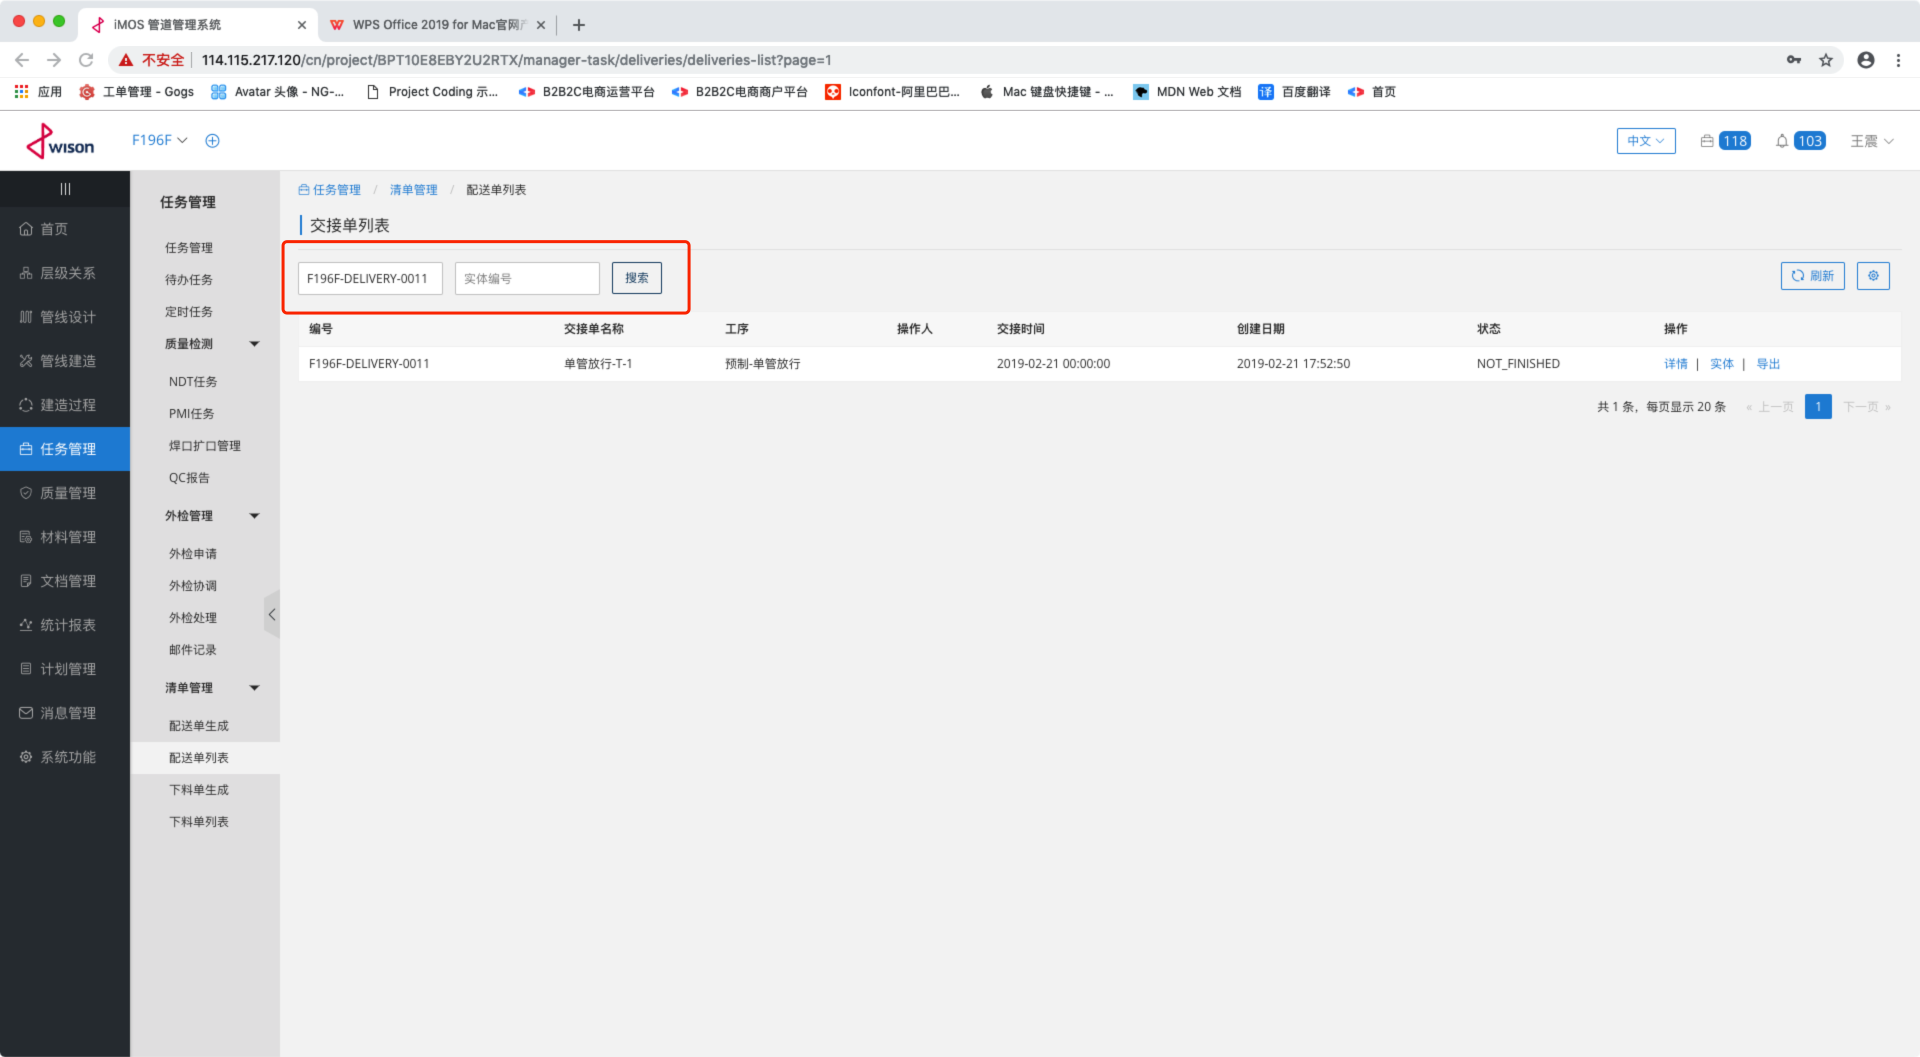 iMOS 管道管理系统
WPS Office 2019 for Mac官网
不安全
114.115.217.120/cn/project/BPT10E8EBY2U2RTX/manager-task/deliveries/deliveries-list?page=1
应用
工单管理 - Gogs
Avatar 头像 - NG-...
Project Coding 示...
B2B2C电商运营平台
B2B2C电商商户平台
Iconfont-阿里巴巴...
Mac 键盘快捷键 - ...
MDN Web 文档
译 百度翻译
首页
wison
F196F
中文
118
103
王震
首页
层级关系
管线设计
管线建造
建造过程
任务管理
质量管理
材料管理
文档管理
统计报表
计划管理
消息管理
系统功能
任务管理
任务管理
待办任务
定时任务
质量检测
NDT任务
PMI任务
焊口扩口管理
QC报告
外检管理
外检申请
外检协调
外检处理
邮件记录
清单管理
配送单生成
配送单列表
下料单生成
下料单列表
任务管理 / 清单管理 / 配送单列表
交接单列表
F196F-DELIVERY-0011 实体编号 搜索
刷新
编号 交接单名称 工序 操作人 交接时间 创建日期 状态 操作
F196F-DELIVERY-0011 单管放行-T-1 预制-单管放行 2019-02-21 00:00:00 2019-02-21 17:52:50 NOT_FINISHED 详情 | 实体 | 导出
共 1 条，每页显示 20 条 « 上一页 1 下一页 »